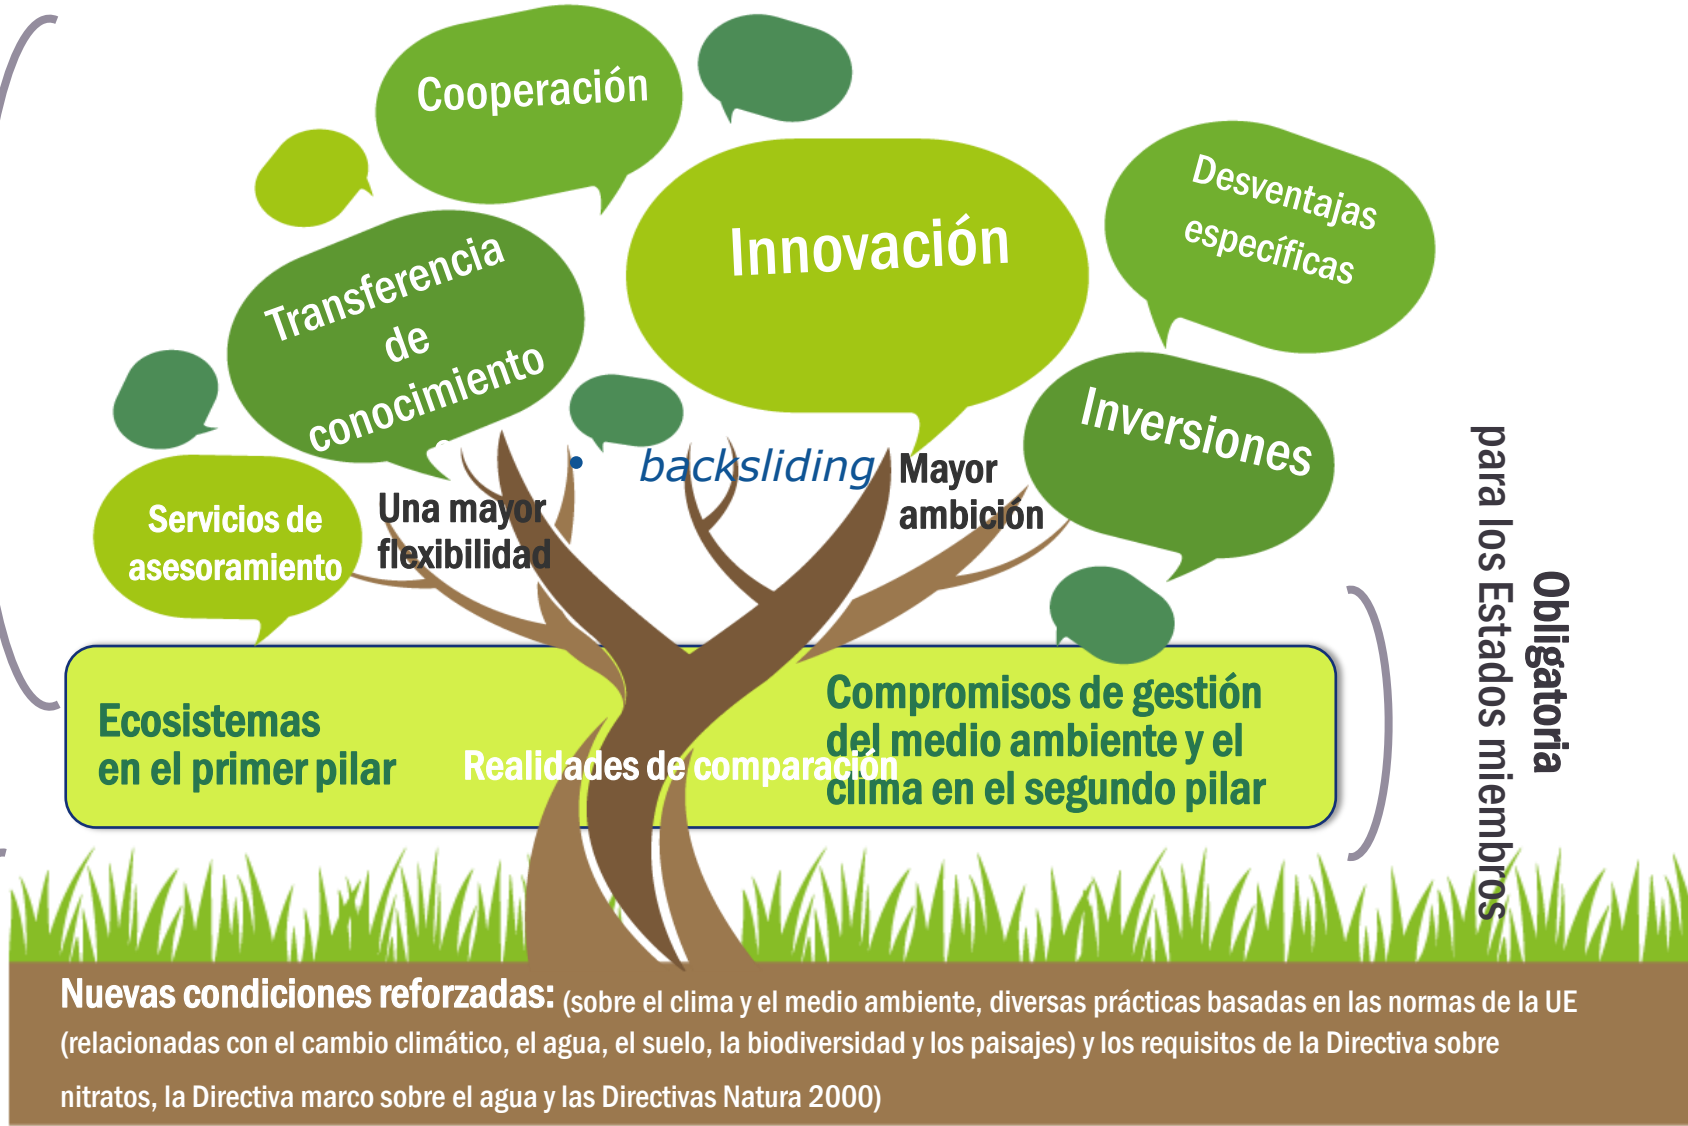 Cooperación
Desventajas
específicas
Innovación
Transferencia
de
conocimiento
Inversiones
• backsliding
Mayor
ambición
Una mayor
flexibilidad
Servicios de
asesoramiento
Obligatoria
para los Estados miembros
Ecosistemas
en el primer pilar
Realidades de comparación
Compromisos de gestión
del medio ambiente y el
clima en el segundo pilar
Nuevas condiciones reforzadas: (sobre el clima y el medio ambiente, diversas prácticas basadas en las normas de la UE
(relacionadas con el cambio climático, el agua, el suelo, la biodiversidad y los paisajes) y los requisitos de la Directiva sobre
nitratos, la Directiva marco sobre el agua y las Directivas Natura 2000)